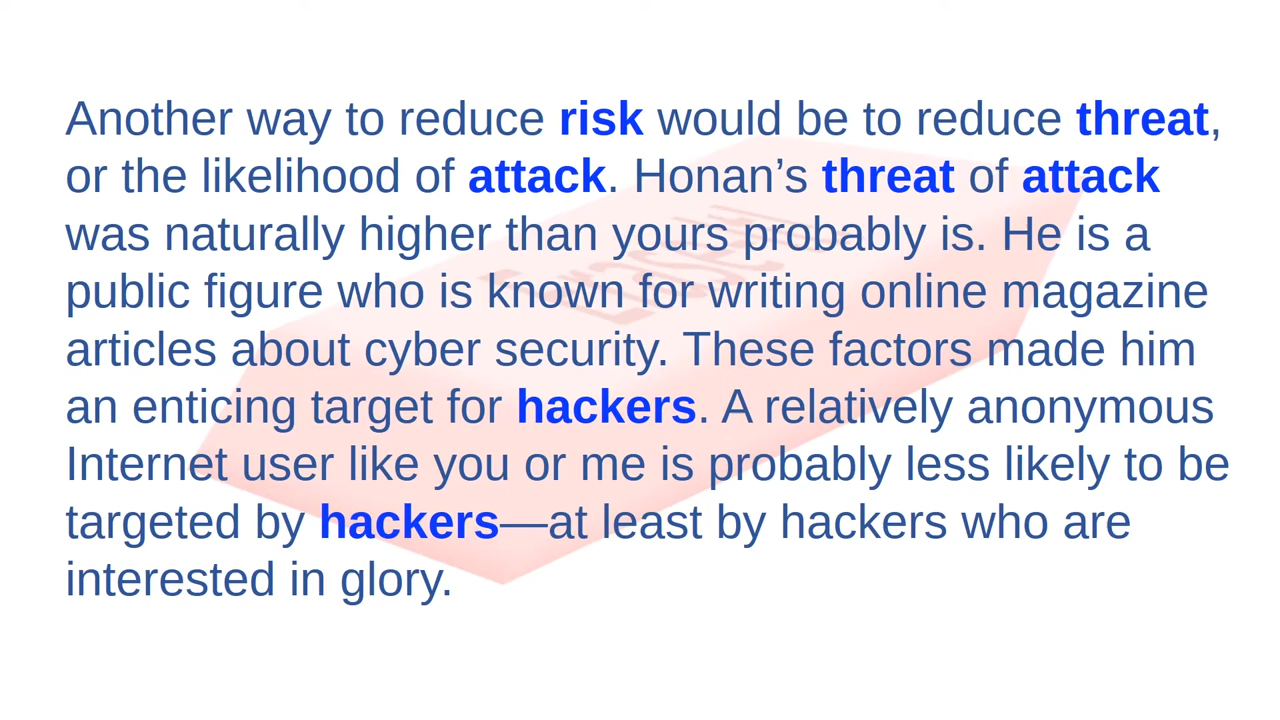 Another way to reduce risk would be to reduce threat,
or the likelihood of attack. Honan’s threat of attack
was naturally higher than yours probably is. He is a
public figure who is known for writing online magazine
articles about cyber security. These factors made him
an enticing target for hackers. A relatively anonymous
Internet user like you or me is probably less likely to be
targeted by hackers—at least by hackers who are
interested in glory.